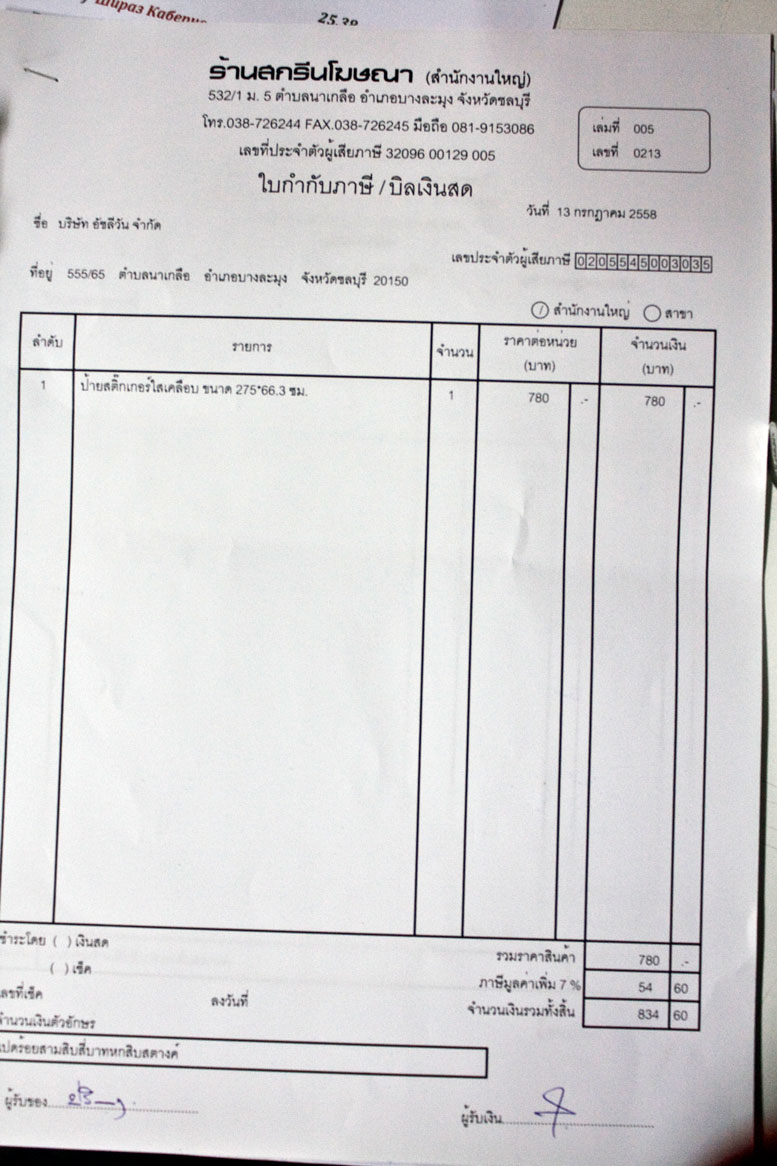 Шираз Каберне
25.30
ร้านสกรีนโฆษณา (สำนักงานใหญ่)
532/1 ม. 5 ตำบลนาเกลือ อำเภอบางละมุง จังหวัดชลบุรี
โทร.038-726244 FAX.038-726245 มือถือ 081-9153086
เลขที่ประจำตัวผู้เสียภาษี 32096 00129 005
เล่มที่ 005
เลขที่ 0213
ใบกำกับภาษี / บิลเงินสด
วันที่ 13 กรกฎาคม 2558
ชื่อ บริษัท อัชลีวัน จำกัด
เลขประจำตัวผู้เสียภาษี 0205545003035
ที่อยู่ 555/65 ตำบลนาเกลือ อำเภอบางละมุง จังหวัดชลบุรี 20150
(/) สำนักงานใหญ่ ◯ สาขา
ลำดับ รายการ จำนวน ราคาต่อหน่วย (บาท) จำนวนเงิน (บาท)
1 ป้ายสติ๊กเกอร์ใสเคลือบ ขนาด 275*66.3 ซม. 1 780 .- 780 .-
ชำระโดย ( ) เงินสด
( ) เช็ค
เลขที่เช็ค ลงวันที่
จำนวนเงินตัวอักษร
รวมราคาสินค้า 780 .-
ภาษีมูลค่าเพิ่ม 7 % 54 60
จำนวนเงินรวมทั้งสิ้น 834 60
แปดร้อยสามสิบสี่บาทหกสิบสตางค์
ผู้รับของ
ผู้รับเงิน